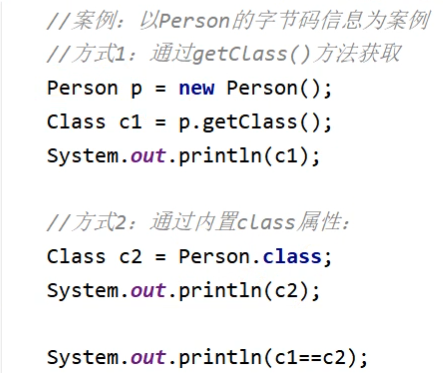 //案例：以Person的字节码信息为案例
//方式1：通过getClass()方法获取
Person p = new Person();
Class c1 = p.getClass();
System.out.println(c1);
//方式2：通过内置class属性：
Class c2 = Person.class;
System.out.println(c2);
System.out.println(c1==c2);